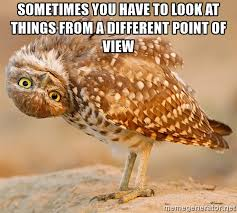 SOMETIMES YOU HAVE TO LOOK AT
THINGS FROM A DIFFERENT POINT OF
VIEW
memegenerator.net